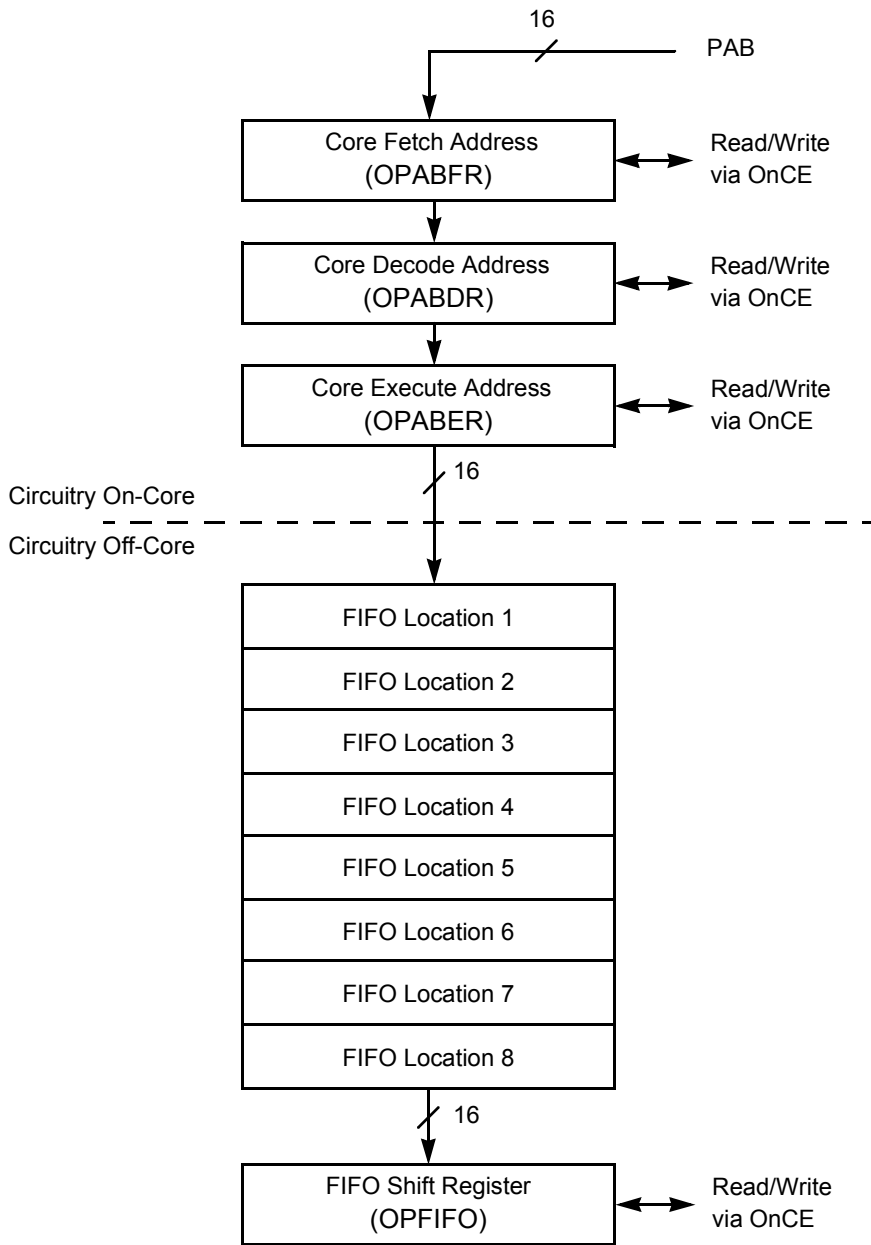 16
PAB
Core Fetch Address
(OPABFR)
Read/Write
via OnCE
Core Decode Address
(OPABDR)
Read/Write
via OnCE
Core Execute Address
(OPABER)
Read/Write
via OnCE
16
Circuitry On-Core
Circuitry Off-Core
FIFO Location 1
FIFO Location 2
FIFO Location 3
FIFO Location 4
FIFO Location 5
FIFO Location 6
FIFO Location 7
FIFO Location 8
16
FIFO Shift Register
(OPFIFO)
Read/Write
via OnCE